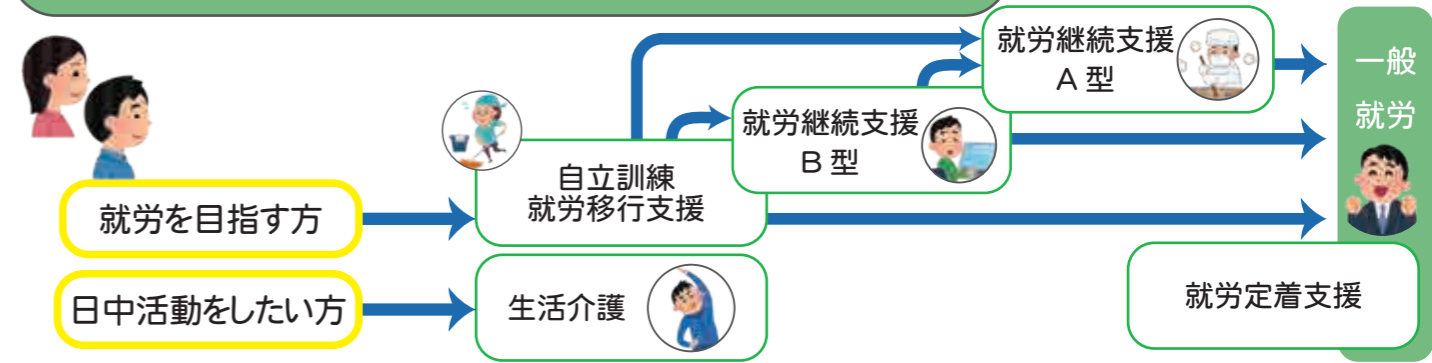 就労継続支援
A 型
一般
就労
就労継続支援
B 型
自立訓練
就労移行支援
就労を目指す方
日中活動をしたい方
生活介護
就労定着支援